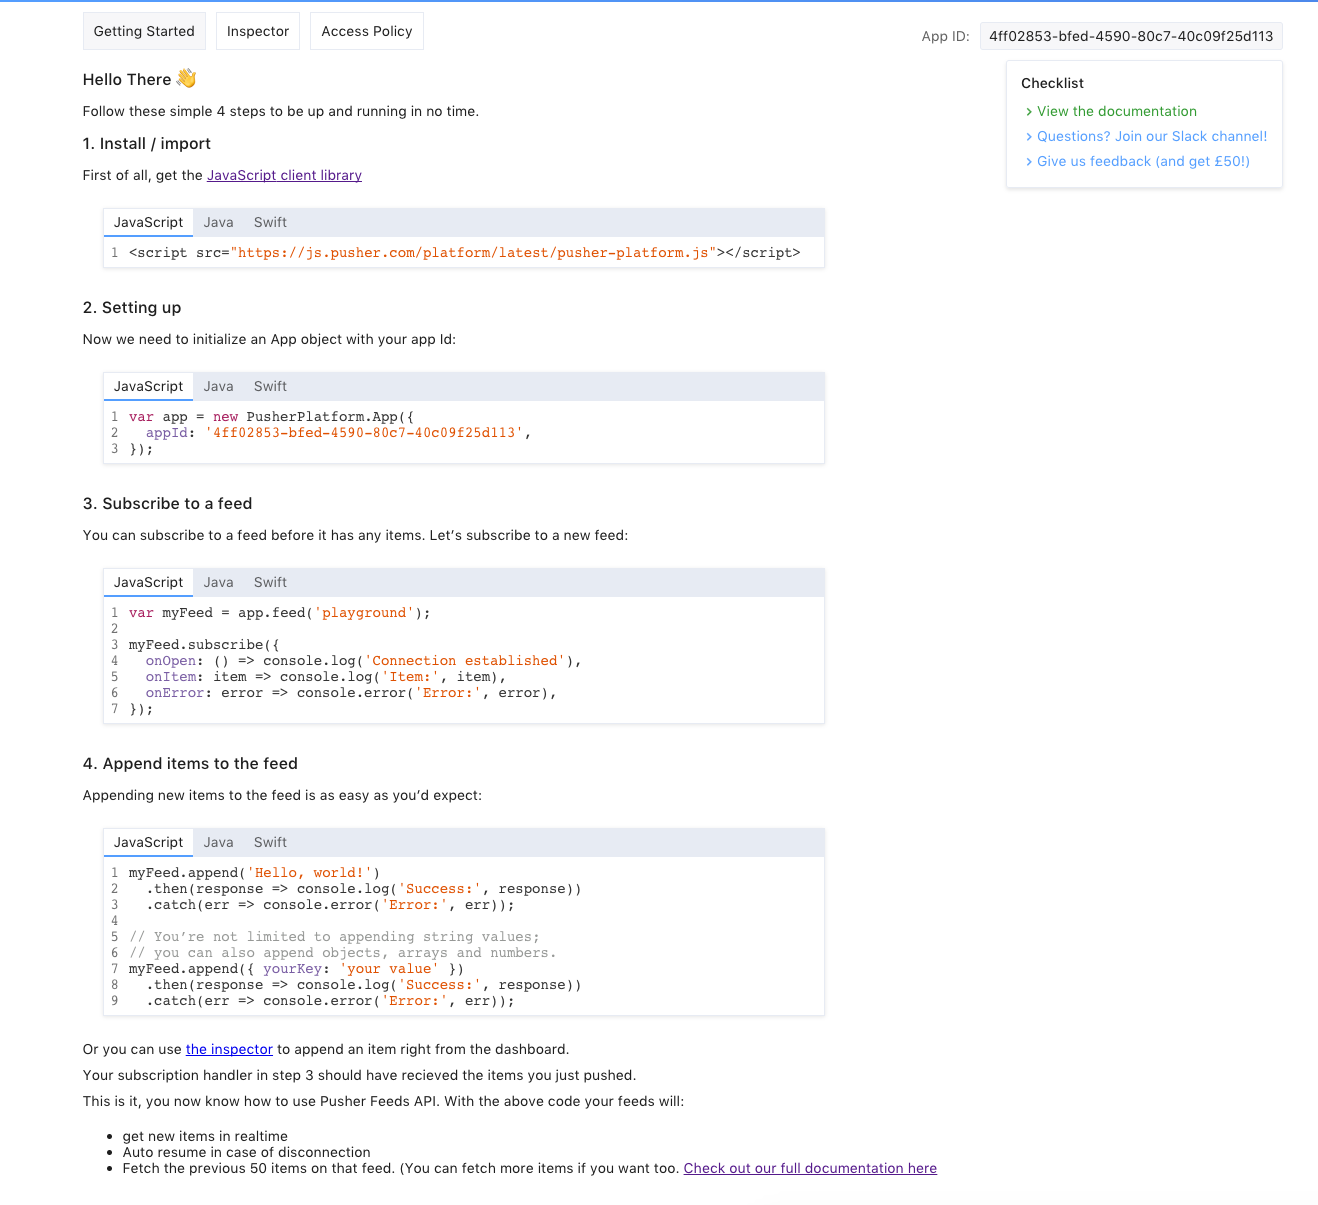 Getting Started
Inspector
Access Policy
App ID: 4ff02853-bfed-4590-80c7-40c09f25d113
Hello There 👋
Follow these simple 4 steps to be up and running in no time.
Checklist
View the documentation
Questions? Join our Slack channel!
Give us feedback (and get £50!)
1. Install / import
First of all, get the JavaScript client library
JavaScript Java Swift
1 <script src="https://js.pusher.com/platform/latest/pusher-platform.js"></script>
2. Setting up
Now we need to initialize an App object with your app Id:
JavaScript Java Swift
1 var app = new PusherPlatform.App({
2   appId: '4ff02853-bfed-4590-80c7-40c09f25d113',
3 });
3. Subscribe to a feed
You can subscribe to a feed before it has any items. Let’s subscribe to a new feed:
JavaScript Java Swift
1 var myFeed = app.feed('playground');
2
3 myFeed.subscribe({
4   onOpen: () => console.log('Connection established'),
5   onItem: item => console.log('Item:', item),
6   onError: error => console.error('Error:', error),
7 });
4. Append items to the feed
Appending new items to the feed is as easy as you’d expect:
JavaScript Java Swift
1 myFeed.append('Hello, world!')
2   .then(response => console.log('Success:', response))
3   .catch(err => console.error('Error:', err));
4
5 // You’re not limited to appending string values;
6 // you can also append objects, arrays and numbers.
7 myFeed.append({ yourKey: 'your value' })
8   .then(response => console.log('Success:', response))
9   .catch(err => console.error('Error:', err));
Or you can use the inspector to append an item right from the dashboard.
Your subscription handler in step 3 should have recieved the items you just pushed.
This is it, you now know how to use Pusher Feeds API. With the above code your feeds will:
• get new items in realtime
• Auto resume in case of disconnection
• Fetch the previous 50 items on that feed. (You can fetch more items if you want too. Check out our full documentation here